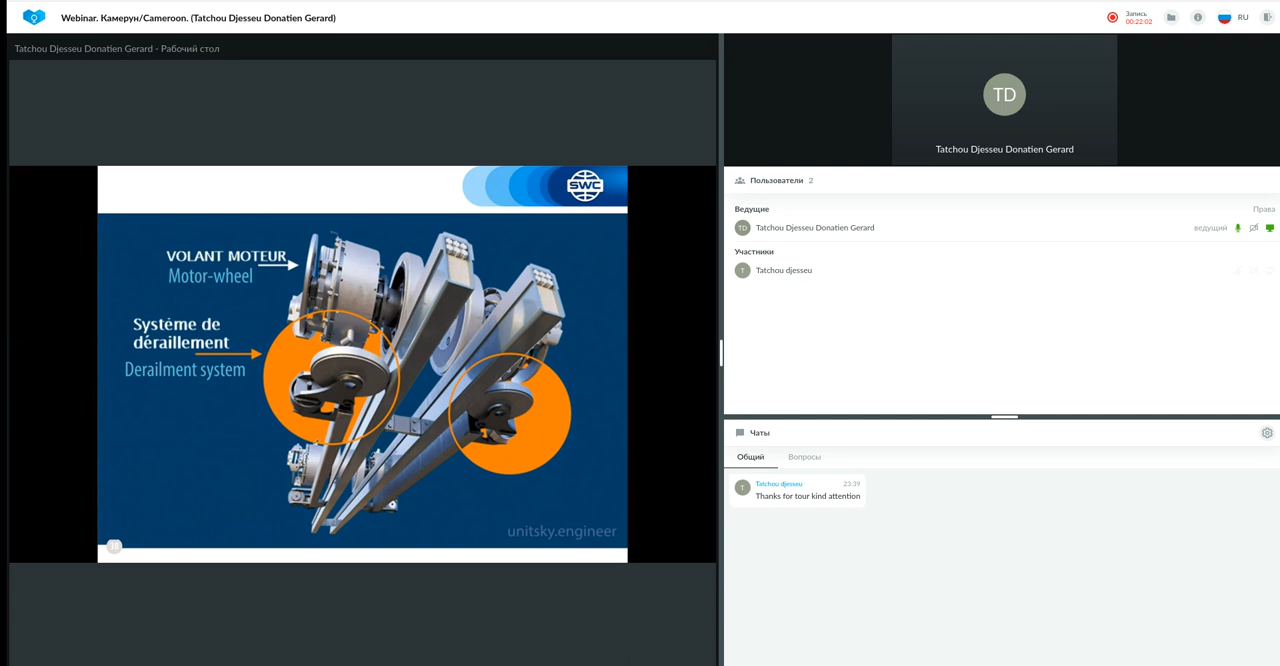 Webinar. Камерун/Cameroon. (Tatchou Djesseu Donatien Gerard)
Запись
00:22:02
RU
Tatchou Djesseu Donatien Gerard - Рабочий стол
SWC
VOLANT MOTEUR
Motor-wheel
Système de
déraillement
Derailment system
unitsky.engineer
TD
Tatchou Djesseu Donatien Gerard
Пользователи 2
Ведущие Права
TD Tatchou Djesseu Donatien Gerard ведущий
Участники
T Tatchou djesseu
Чаты
Общий Вопросы
T Tatchou djesseu 23:39
Thanks for tour kind attention